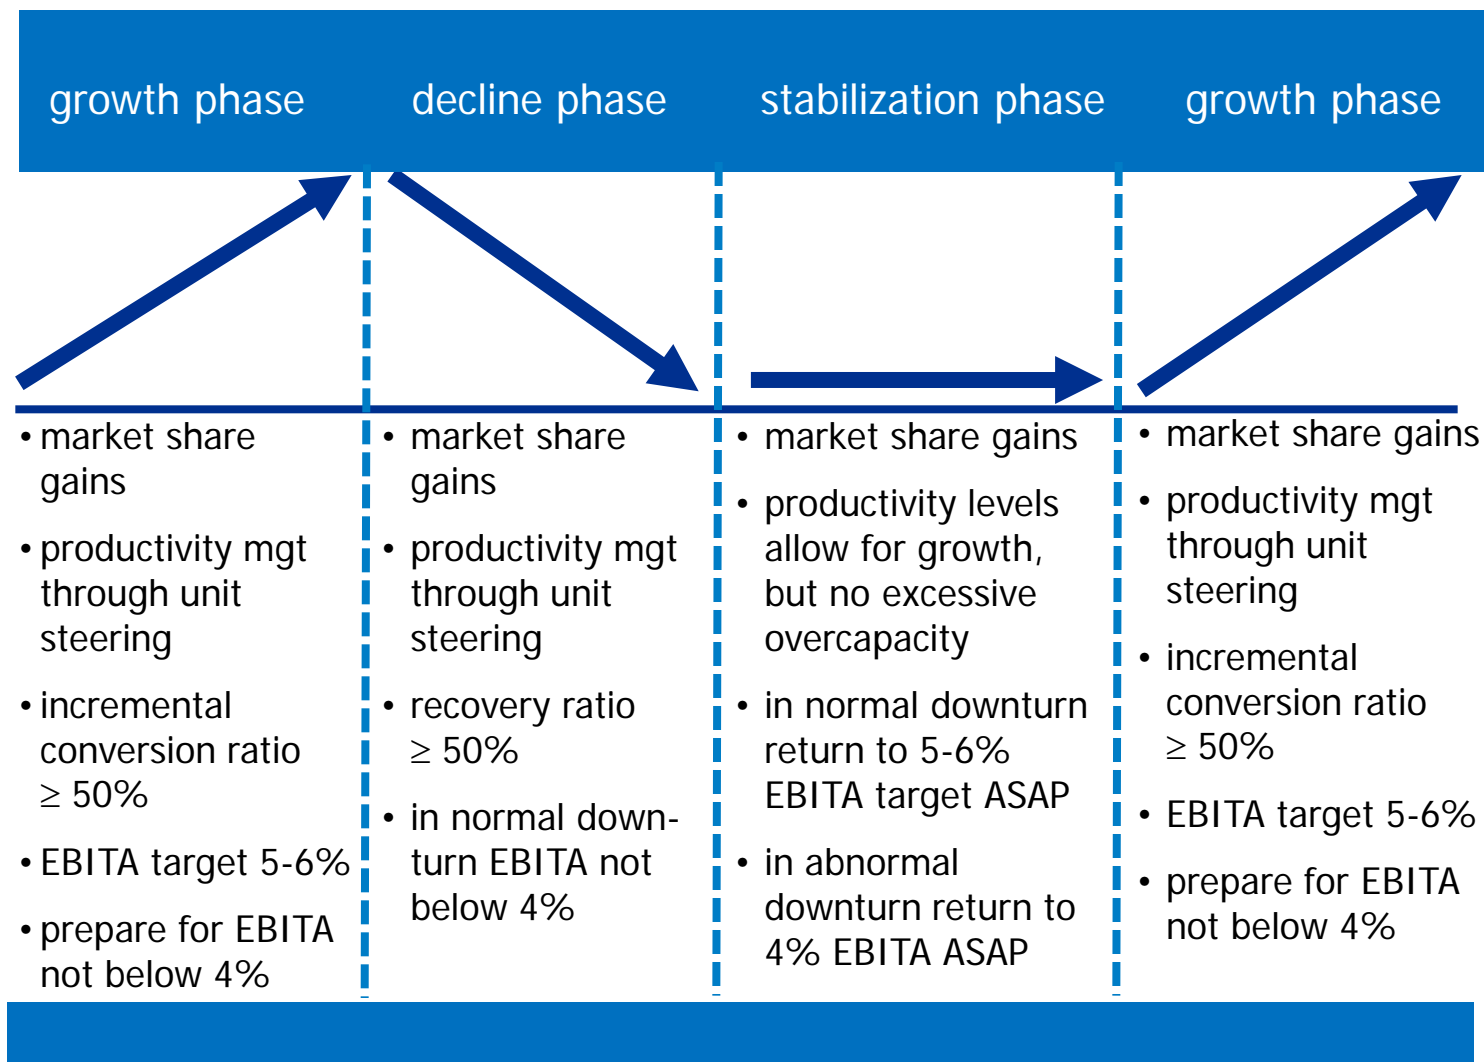 growth phase
decline phase
stabilization phase
growth phase
• market share
gains
• productivity mgt
through unit
steering
• incremental
conversion ratio
≥ 50%
• EBITA target 5-6%
• prepare for EBITA
not below 4%
• market share
gains
• productivity mgt
through unit
steering
• recovery ratio
≥ 50%
• in normal down-
turn EBITA not
below 4%
• market share gains
• productivity levels
allow for growth,
but no excessive
overcapacity
• in normal downturn
return to 5-6%
EBITA target ASAP
• in abnormal
downturn return to
4% EBITA ASAP
• market share gains
• productivity mgt
through unit
steering
• incremental
conversion ratio
≥ 50%
• EBITA target 5-6%
• prepare for EBITA
not below 4%